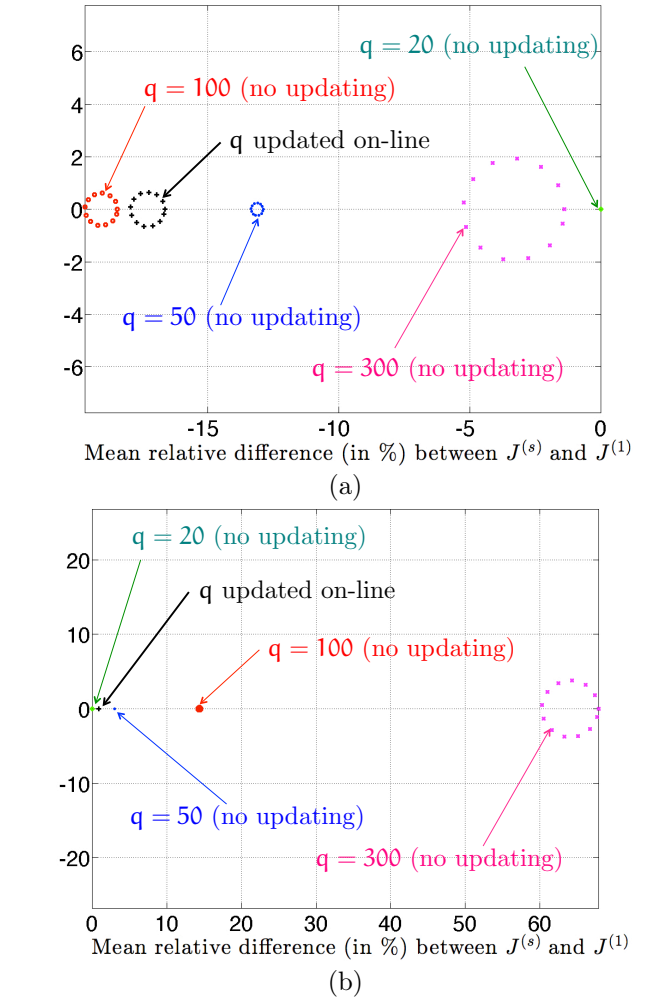 6
q = 20 (no updating)
q = 100 (no updating)
4
q updated on-line
2
0
-2
q = 50 (no updating)
-4
q = 300 (no updating)
-6
-15 -10 -5 0
Mean relative difference (in %) between J^(s) and J^(1)
(a)
q = 20 (no updating)
20
q updated on-line
q = 100 (no updating)
10
0
-10
q = 50 (no updating)
q = 300 (no updating)
-20
0 10 20 30 40 50 60
Mean relative difference (in %) between J^(s) and J^(1)
(b)